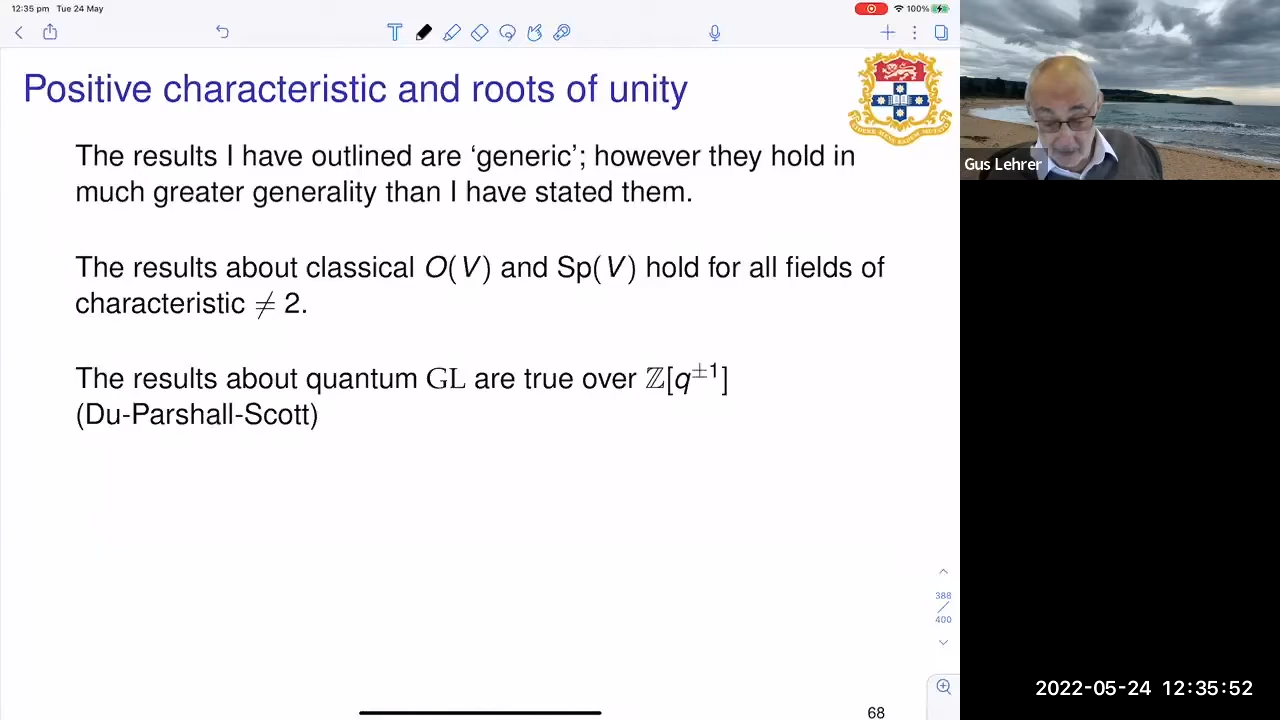 12:35 pm Tue 24 May
100%
Positive characteristic and roots of unity
The results I have outlined are ‘generic’; however they hold in
much greater generality than I have stated them.
The results about classical O(V) and Sp(V) hold for all fields of
characteristic ≠ 2.
The results about quantum GL are true over ℤ[q±1]
(Du-Parshall-Scott)
388
/
400
68
Gus Lehrer
2022-05-24 12:35:52